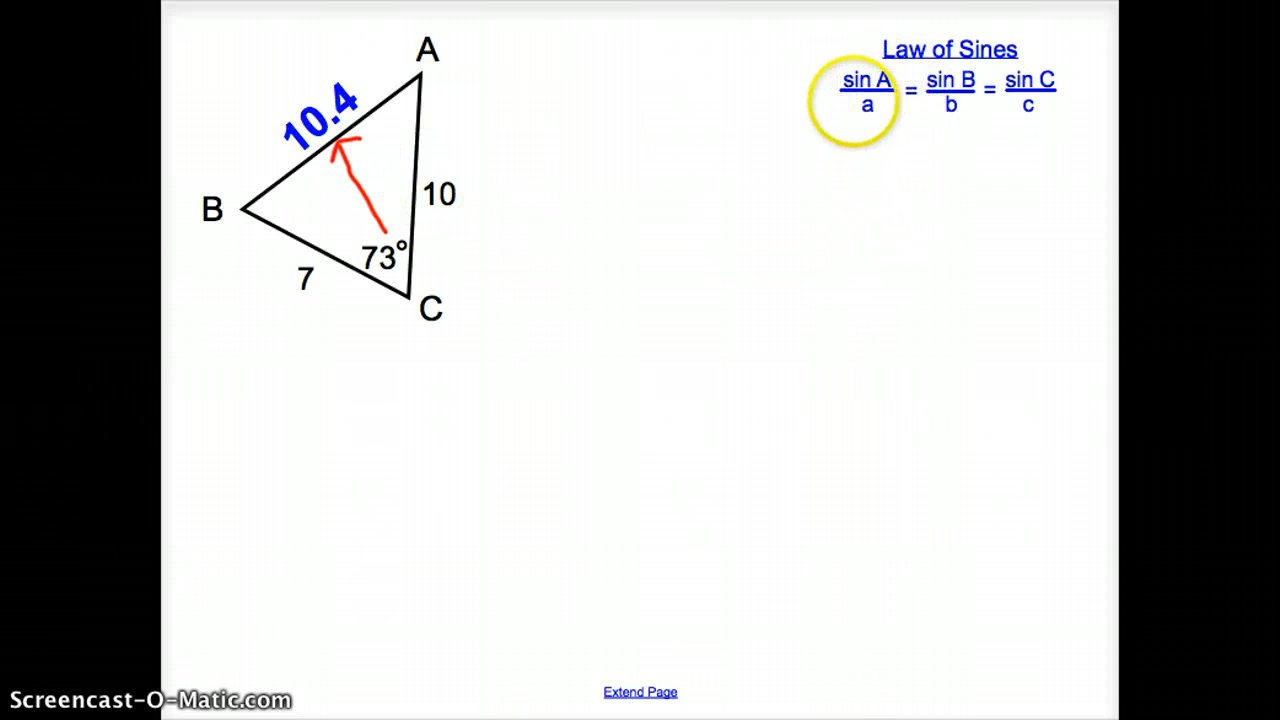 A
Law of Sines
sin A = sin B = sin C
a b c
10.4
10
B
73°
7
C
Extend Page
Screencast-O-Matic.com